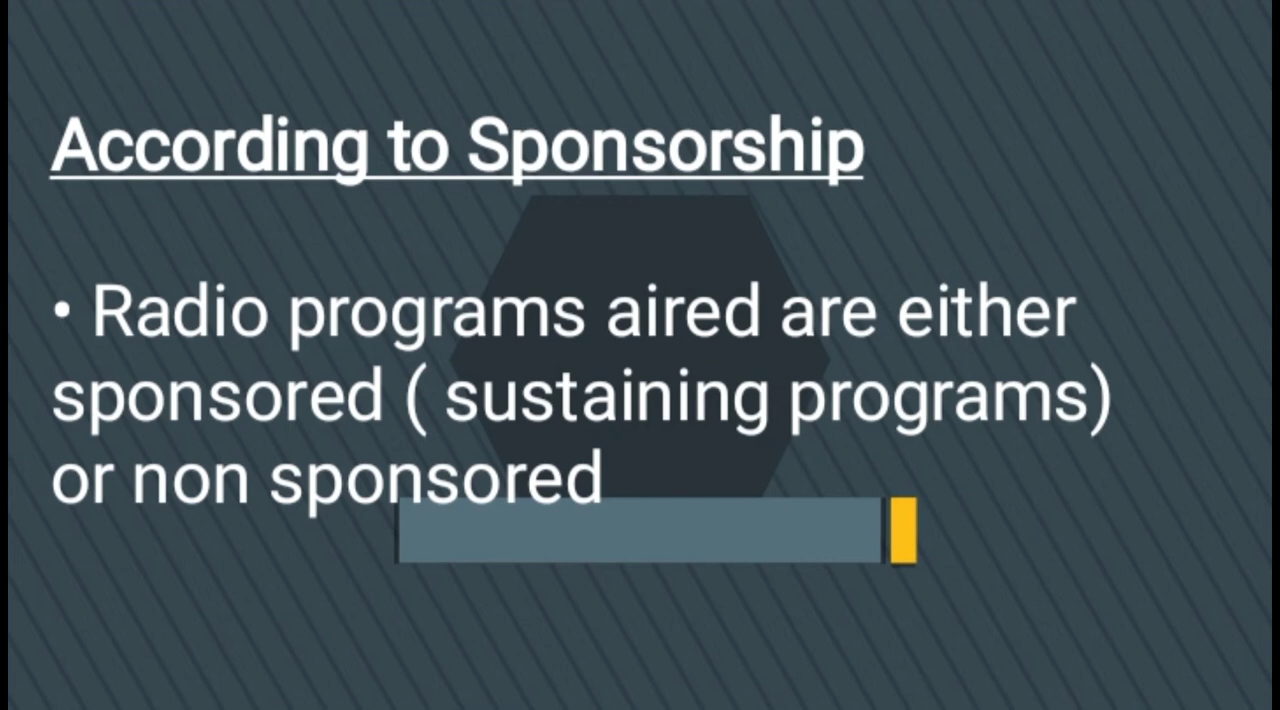 According to Sponsorship
• Radio programs aired are either
sponsored ( sustaining programs)
or non sponsored